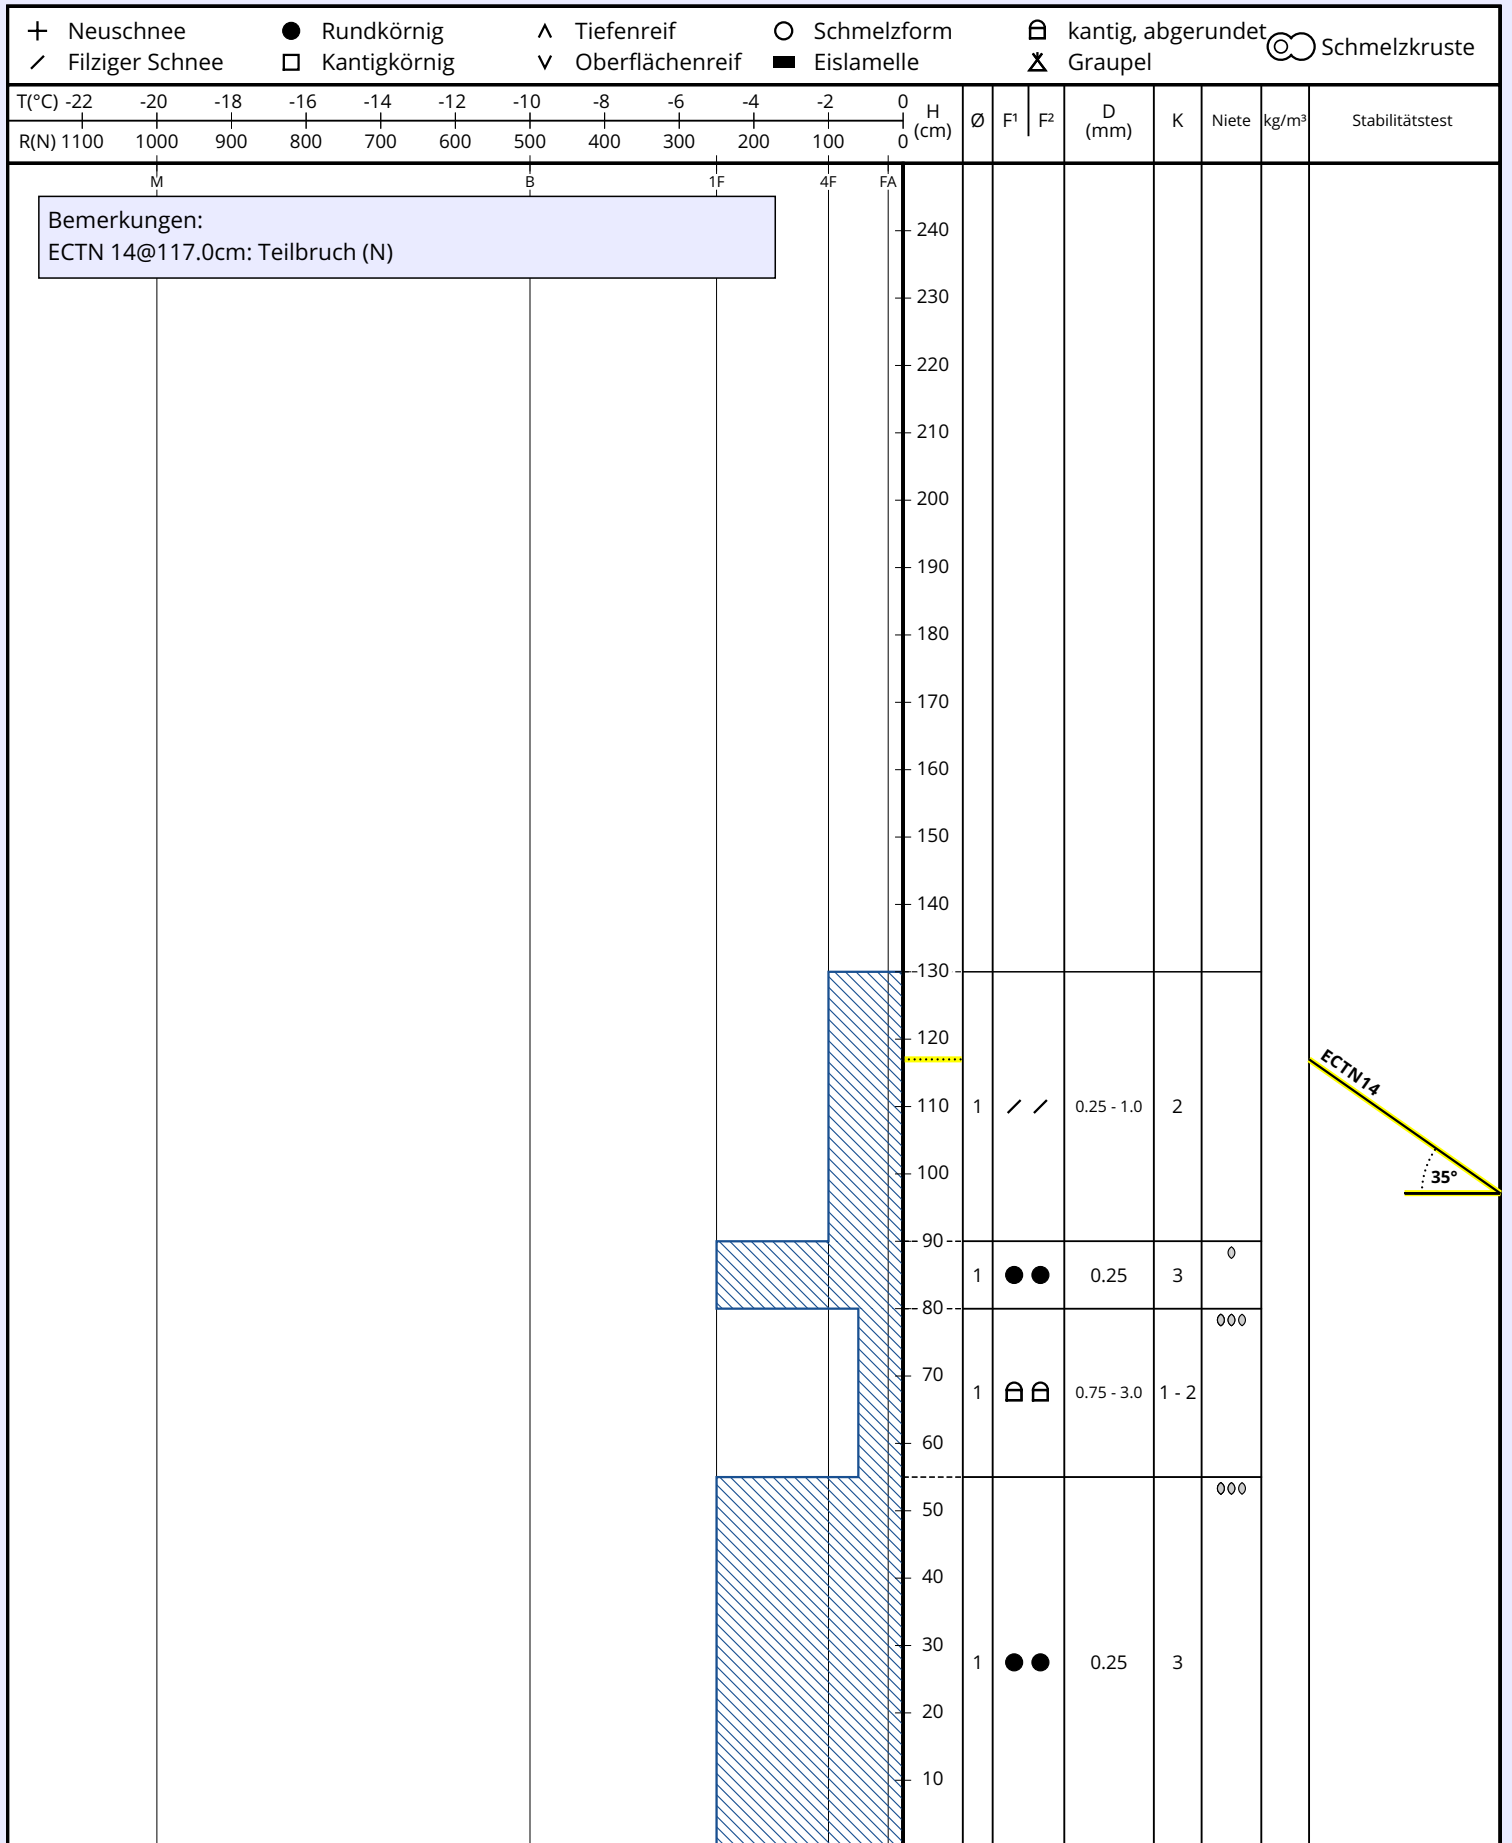 Neuschnee Rundkörnig Tiefenreif Schmelzform kantig, abgerundet Schmelzkruste
Filziger Schnee Kantigkörnig Oberflächenreif Eislamelle Graupel
T(°C) -22 -20 -18 -16 -14 -12 -10 -8 -6 -4 -2 0
R(N) 1100 1000 900 800 700 600 500 400 300 200 100 0
H (cm) Ø F¹ F² D (mm) K Niete kg/m³ Stabilitätstest
M B 1F 4F FA
Bemerkungen:
ECTN 14@117.0cm: Teilbruch (N)
240
230
220
210
200
190
180
170
160
150
140
130
120
ECTN14
110 1 0.25 - 1.0 2
100
35°
90
1 0.25 3
80
70
1 0.75 - 3.0 1 - 2
60
50
40
30
1 0.25 3
20
10